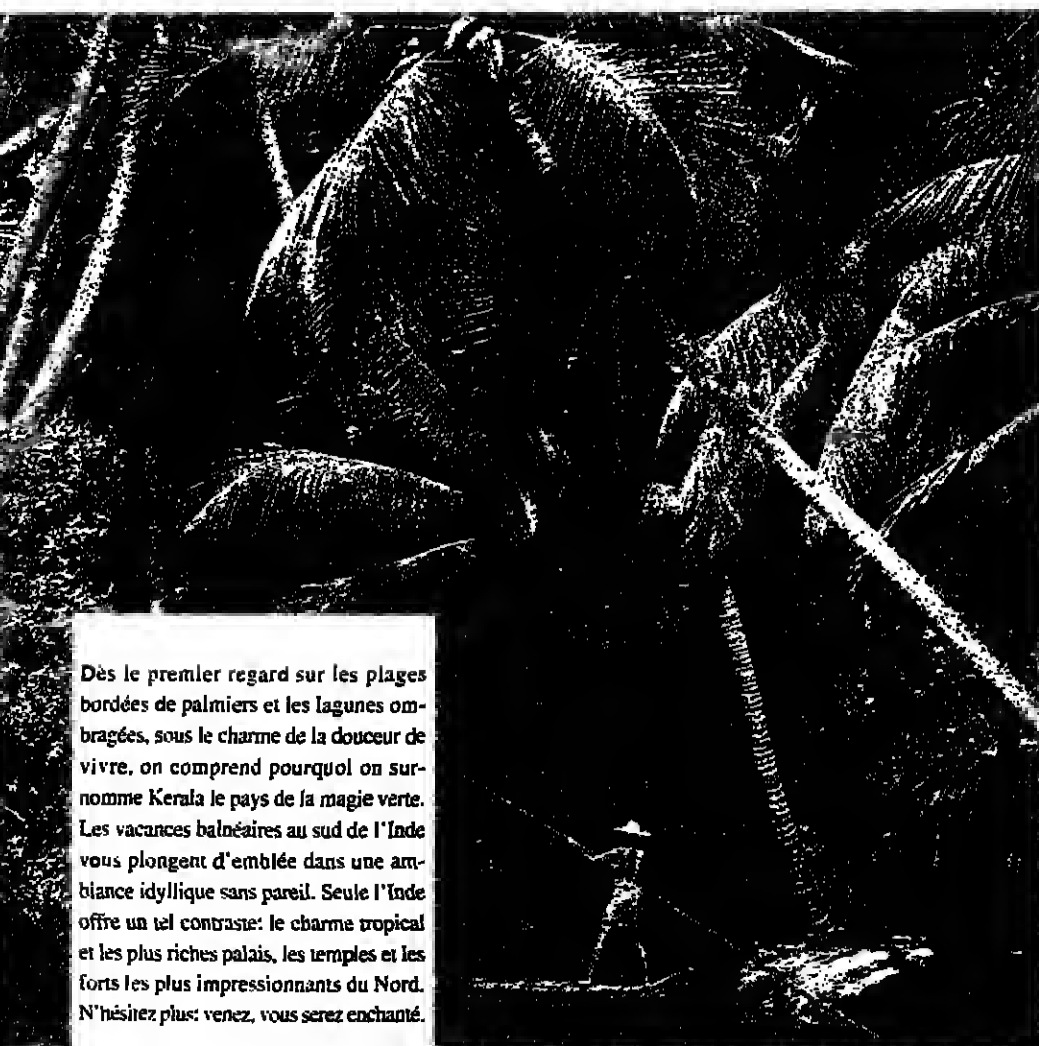 Dès le premier regard sur les plages
bordées de palmiers et les lagunes om-
bragées, sous le charme de la douceur de
vivre, on comprend pourquoi on sur-
nomme Kerala le pays de la magie verte.
Les vacances balnéaires au sud de l'Inde
vous plongent d'emblée dans une am-
biance idyllique sans pareil. Seule l'Inde
offre un tel contraste: le charme tropical
et les plus riches palais, les temples et les
forts les plus impressionnants du Nord.
N'hésitez plus: venez, vous serez enchanté.